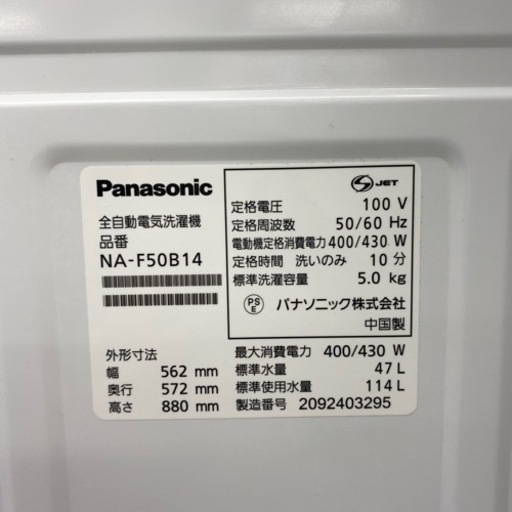 Panasonic
全自動電気洗濯機
品番
NA-F50B14
S JET
定格電圧 100 V
定格周波数 50/60 Hz
電動機定格消費電力 400/430 W
定格時間 洗いのみ 10 分
標準洗濯容量 5.0 kg
PS E パナソニック株式会社
中国製
外形寸法
幅 562 mm
奥行 572 mm
高さ 880 mm
最大消費電力 400/430 W
標準水量 47 L
標準使用水量 114 L
製造番号 2092403295